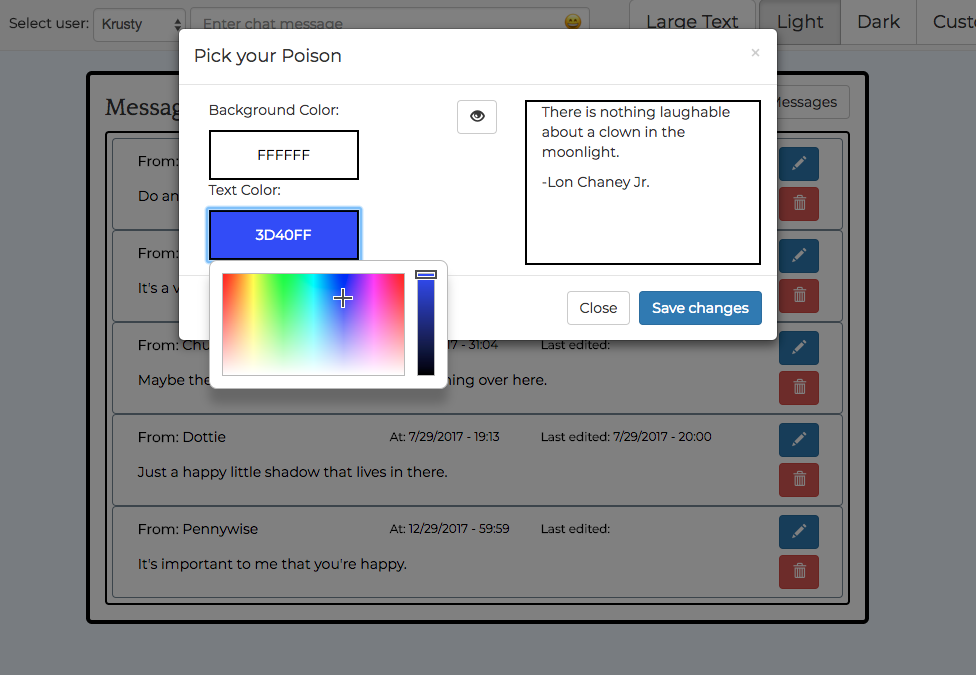 Select user: Krusty Enter chat message Large Text Light Dark Custo
Pick your Poison ×
Messag Messages
Background Color:
FFFFFF
Text Color:
3D40FF
There is nothing laughable
about a clown in the
moonlight.
-Lon Chaney Jr.
Close Save changes
From:
Do an
From:
It's a v
From: Chu 17 - 31:04 Last edited:
Maybe the ning over here.
From: Dottie At: 7/29/2017 - 19:13 Last edited: 7/29/2017 - 20:00
Just a happy little shadow that lives in there.
From: Pennywise At: 12/29/2017 - 59:59 Last edited:
It's important to me that you're happy.